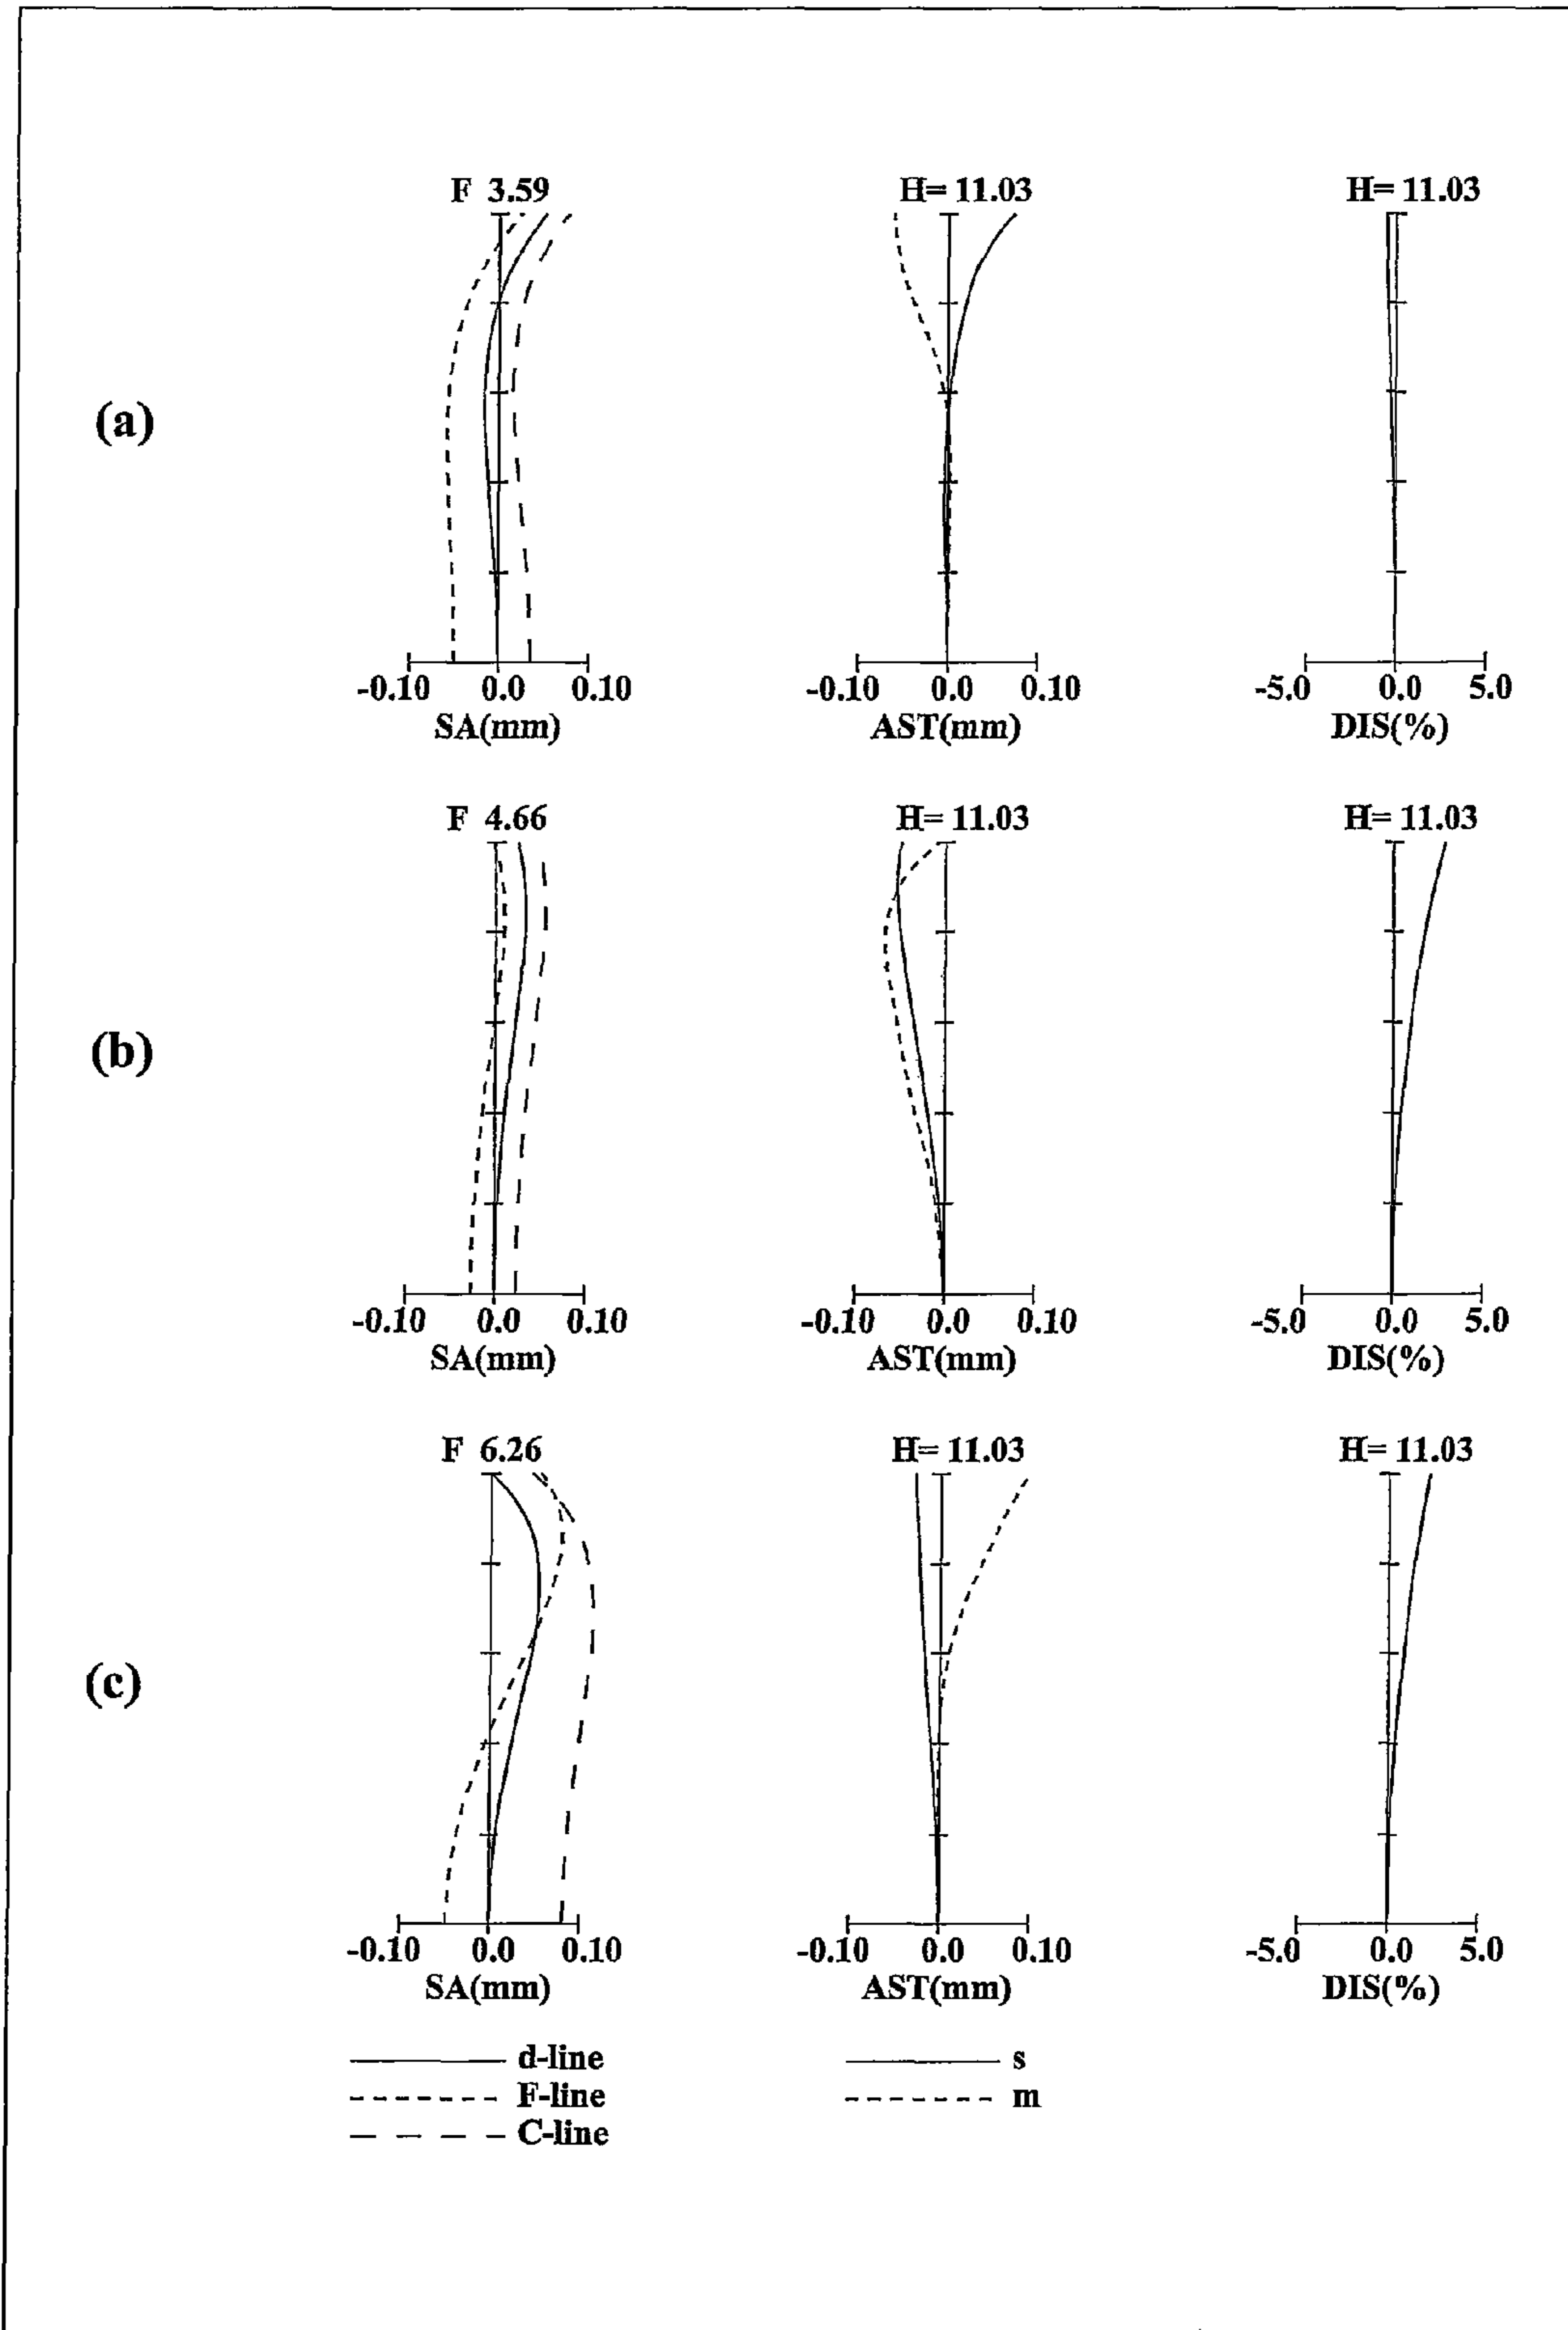 F 3.59 H= 11.03 H= 11.03
(a)
-0.10 0.0 0.10 -0.10 0.0 0.10 -5.0 0.0 5.0
SA(mm) AST(mm) DIS(%)
F 4.66 H= 11.03 H= 11.03
(b)
-0.10 0.0 0.10 -0.10 0.0 0.10 -5.0 0.0 5.0
SA(mm) AST(mm) DIS(%)
F 6.26 H= 11.03 H= 11.03
(c)
-0.10 0.0 0.10 -0.10 0.0 0.10 -5.0 0.0 5.0
SA(mm) AST(mm) DIS(%)
d-line s
F-line m
C-line